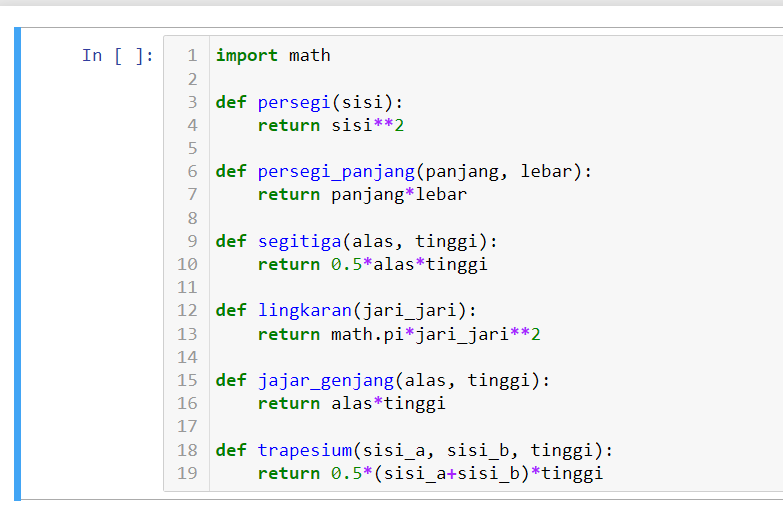 In [ ]:
1 import math
2
3 def persegi(sisi):
4     return sisi**2
5
6 def persegi_panjang(panjang, lebar):
7     return panjang*lebar
8
9 def segitiga(alas, tinggi):
10     return 0.5*alas*tinggi
11
12 def lingkaran(jari_jari):
13     return math.pi*jari_jari**2
14
15 def jajar_genjang(alas, tinggi):
16     return alas*tinggi
17
18 def trapesium(sisi_a, sisi_b, tinggi):
19     return 0.5*(sisi_a+sisi_b)*tinggi